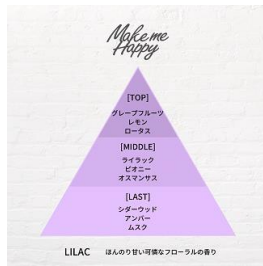 Make me
Happy
[TOP]
グレープフルーツ
レモン
ロータス
[MIDDLE]
ライラック
ピオニー
オスマンサス
[LAST]
シダーウッド
アンバー
ムスク
LILAC ほんのり甘い可憐なフローラルの香り